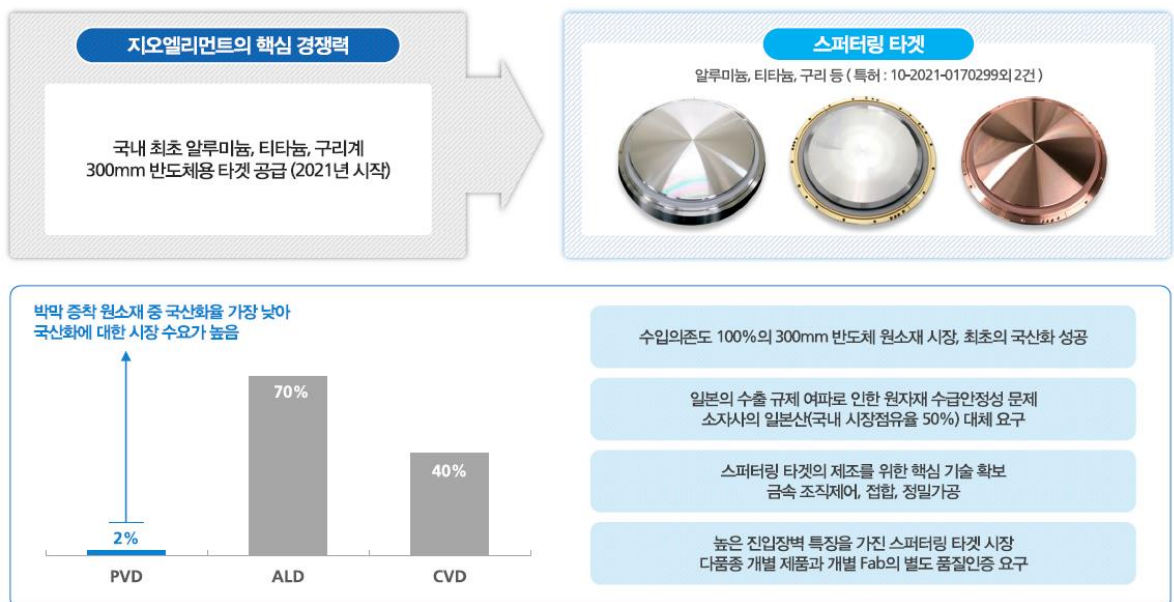 지오엘리먼트의 핵심 경쟁력
국내 최초 알루미늄, 티타늄, 구리계
300mm 반도체용 타겟 공급 (2021년 시작)
스퍼터링 타겟
알루미늄, 티타늄, 구리 등 ( 특허 : 10-2021-0170299외 2건 )
박막 증착 원소재 중 국산화율 가장 낮아
국산화에 대한 시장 수요가 높음
2%
70%
40%
PVD
ALD
CVD
수입의존도 100%의 300mm 반도체 원소재 시장, 최초의 국산화 성공
일본의 수출 규제 여파로 인한 원자재 수급안정성 문제
소자사의 일본산(국내 시장점유율 50%) 대체 요구
스퍼터링 타겟의 제조를 위한 핵심 기술 확보
금속 조직제어, 접합, 정밀가공
높은 진입장벽 특징을 가진 스퍼터링 타겟 시장
다품종 개별 제품과 개별 Fab의 별도 품질인증 요구